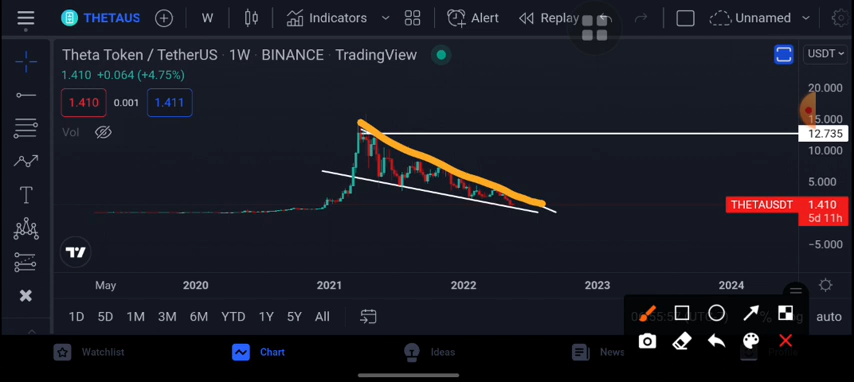 THETAUS W Indicators Alert Replay Unnamed
Theta Token / TetherUS · 1W · BINANCE · TradingView USDT
1.410 +0.064 (+4.75%)
20.000
1.410 0.001 1.411
15.000
12.735
Vol
10.000
5.000
THETAUSDT 1.410
5d 11h
−5.000
May 2020 2021 2022 2023 2024
1D 5D 1M 3M 6M YTD 1Y 5Y All % auto
Watchlist Chart Ideas News